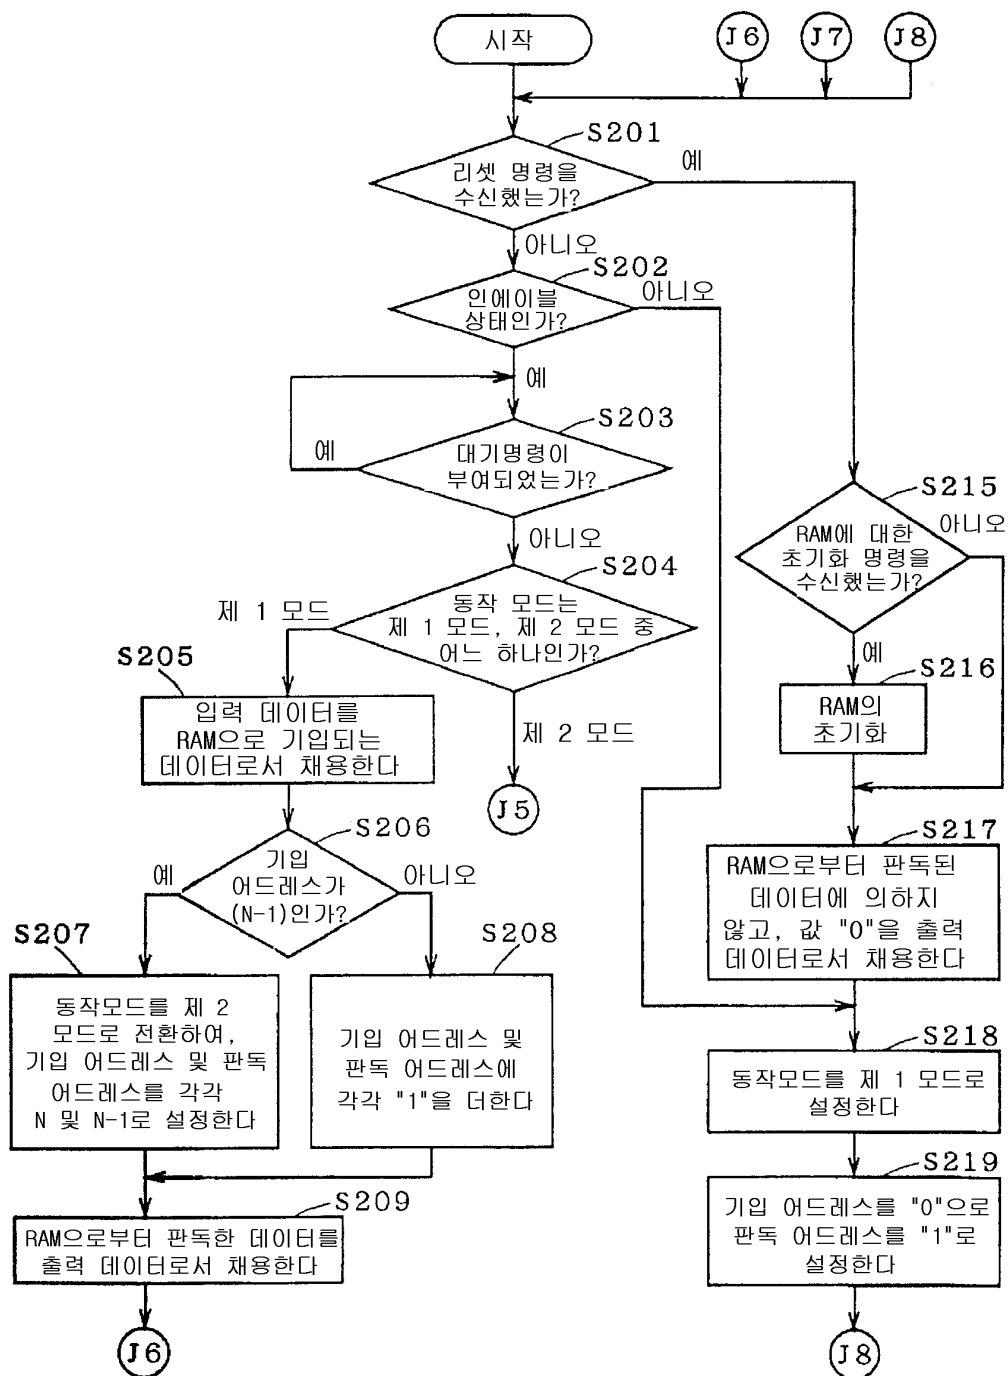 시작
J6
J7
J8
S201
리셋 명령을
수신했는가?
예
아니오
S202
인에이블
상태인가?
아니오
예
S203
대기명령이
부여되었는가?
예
아니오
S204
동작 모드는
제 1 모드, 제 2 모드 중
어느 하나인가?
제 1 모드
제 2 모드
J5
S205
입력 데이터를
RAM으로 기입되는
데이터로서 채용한다
S206
기입
어드레스가
(N-1)인가?
예
아니오
S207
동작모드를 제 2
모드로 전환하여,
기입 어드레스 및 판독
어드레스를 각각
N 및 N-1로 설정한다
S208
기입 어드레스 및
판독 어드레스에
각각 "1"을 더한다
S209
RAM으로부터 판독한 데이터를
출력 데이터로서 채용한다
J6
S215
RAM에 대한
초기화 명령을
수신했는가?
아니오
예
S216
RAM의
초기화
S217
RAM으로부터 판독된
데이터에 의하지
않고, 값 "0"을 출력
데이터로서 채용한다
S218
동작모드를 제 1 모드로
설정한다
S219
기입 어드레스를 "0"으로
판독 어드레스를 "1"로
설정한다
J8